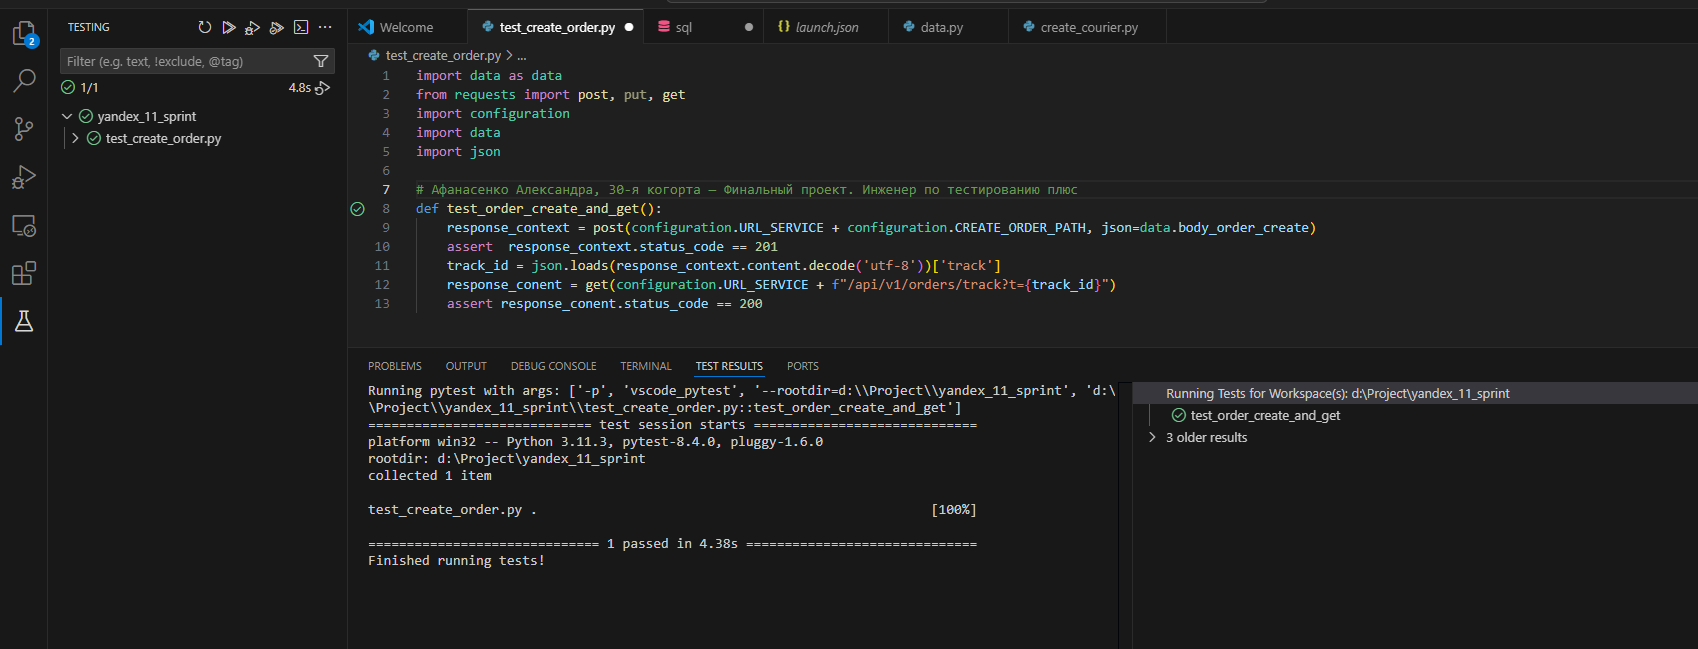 TESTING
Welcome
test_create_order.py
sql
launch.json
data.py
create_courier.py
2
Filter (e.g. text, !exclude, @tag)
1/1
4.8s
yandex_11_sprint
test_create_order.py
test_create_order.py > ...
1 import data as data
2 from requests import post, put, get
3 import configuration
4 import data
5 import json
6
7 # Афанасенко Александра, 30-я когорта — Финальный проект. Инженер по тестированию плюс
8 def test_order_create_and_get():
9 response_context = post(configuration.URL_SERVICE + configuration.CREATE_ORDER_PATH, json=data.body_order_create)
10 assert  response_context.status_code == 201
11 track_id = json.loads(response_context.content.decode('utf-8'))['track']
12 response_conent = get(configuration.URL_SERVICE + f"/api/v1/orders/track?t={track_id}")
13 assert response_conent.status_code == 200
PROBLEMS
OUTPUT
DEBUG CONSOLE
TERMINAL
TEST RESULTS
PORTS
Running pytest with args: ['-p', 'vscode_pytest', '--rootdir=d:\\Project\\yandex_11_sprint', 'd:\
\Project\\yandex_11_sprint\\test_create_order.py::test_order_create_and_get']
============================= test session starts =============================
platform win32 -- Python 3.11.3, pytest-8.4.0, pluggy-1.6.0
rootdir: d:\Project\yandex_11_sprint
collected 1 item
test_create_order.py . [100%]
============================== 1 passed in 4.38s ==============================
Finished running tests!
Running Tests for Workspace(s): d:\Project\yandex_11_sprint
test_order_create_and_get
3 older results